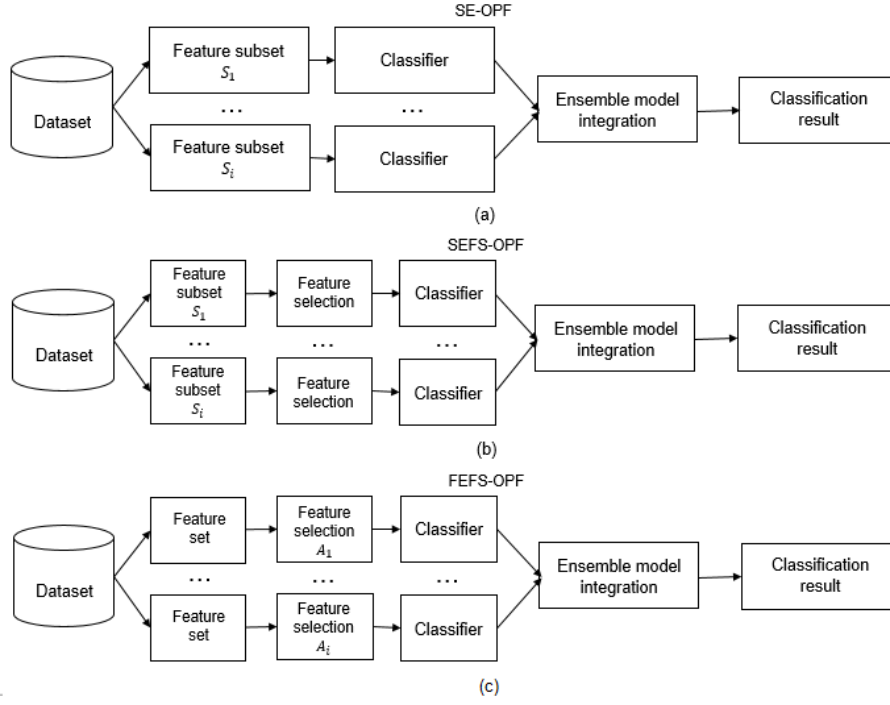 SE-OPF
Dataset
Feature subset
S₁
Classifier
...
...
Feature subset
Sᵢ
Classifier
Ensemble model
integration
Classification
result
(a)
SEFS-OPF
Dataset
Feature
subset
S₁
Feature
selection
Classifier
...
...
...
Feature
subset
Sᵢ
Feature
selection
Classifier
Ensemble model
integration
Classification
result
(b)
FEFS-OPF
Dataset
Feature
set
Feature
selection
A₁
Classifier
...
...
...
Feature
set
Feature
selection
Aᵢ
Classifier
Ensemble model
integration
Classification
result
(c)